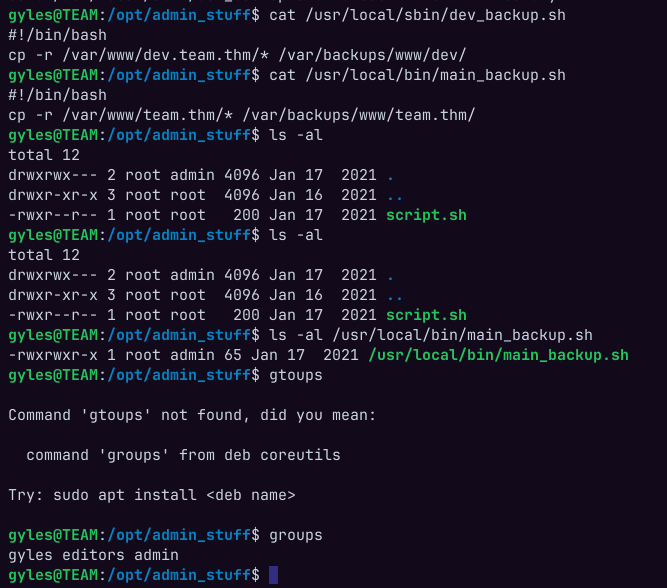 gyles@TEAM:/opt/admin_stuff$ cat /usr/local/sbin/dev_backup.sh
#!/bin/bash
cp -r /var/www/dev.team.thm/* /var/backups/www/dev/
gyles@TEAM:/opt/admin_stuff$ cat /usr/local/bin/main_backup.sh
#!/bin/bash
cp -r /var/www/team.thm/* /var/backups/www/team.thm/
gyles@TEAM:/opt/admin_stuff$ ls -al
total 12
drwxrwx--- 2 root admin 4096 Jan 17  2021 .
drwxr-xr-x 3 root root  4096 Jan 16  2021 ..
-rwxr--r-- 1 root root   200 Jan 17  2021 script.sh
gyles@TEAM:/opt/admin_stuff$ ls -al
total 12
drwxrwx--- 2 root admin 4096 Jan 17  2021 .
drwxr-xr-x 3 root root  4096 Jan 16  2021 ..
-rwxr--r-- 1 root root   200 Jan 17  2021 script.sh
gyles@TEAM:/opt/admin_stuff$ ls -al /usr/local/bin/main_backup.sh
-rwxrwxr-x 1 root admin 65 Jan 17  2021 /usr/local/bin/main_backup.sh
gyles@TEAM:/opt/admin_stuff$ gtoups
Command 'gtoups' not found, did you mean:
  command 'groups' from deb coreutils
Try: sudo apt install <deb name>
gyles@TEAM:/opt/admin_stuff$ groups
gyles editors admin
gyles@TEAM:/opt/admin_stuff$